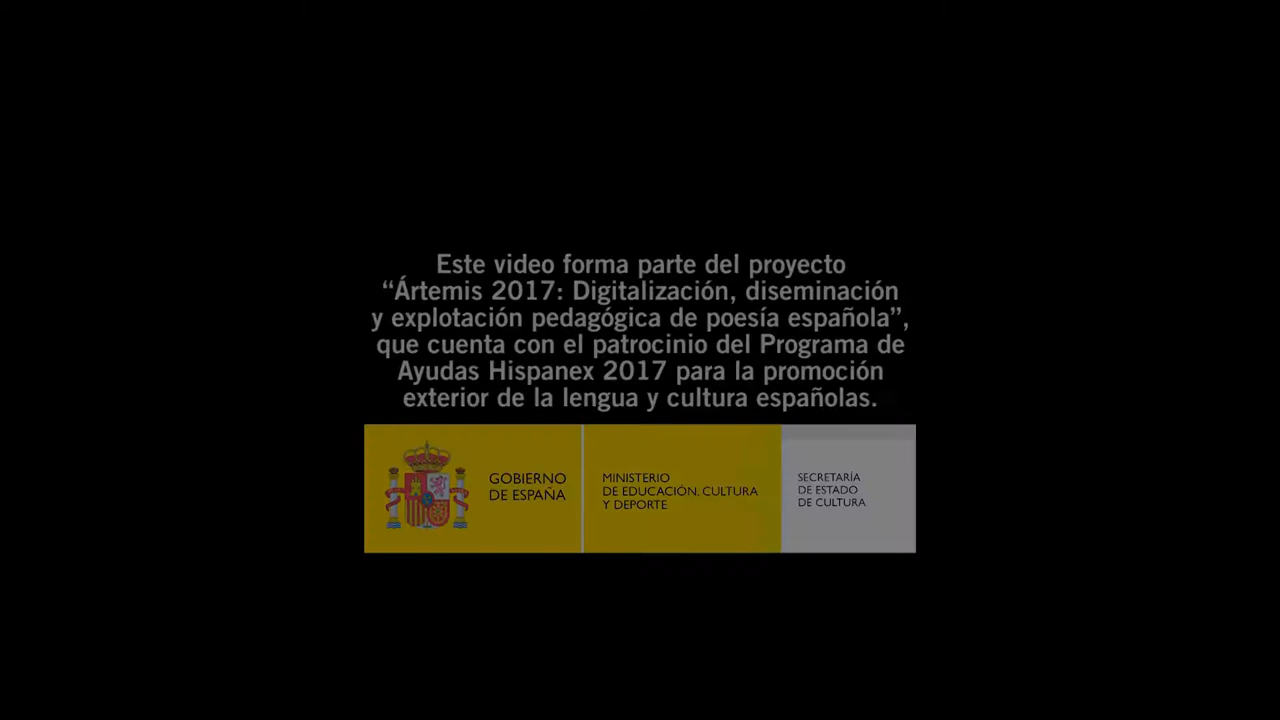 Este video forma parte del proyecto
“Ártemis 2017: Digitalización, diseminación
y explotación pedagógica de poesía española”,
que cuenta con el patrocinio del Programa de
Ayudas Hispanex 2017 para la promoción
exterior de la lengua y cultura españolas.
GOBIERNO
DE ESPAÑA
MINISTERIO
DE EDUCACIÓN, CULTURA
Y DEPORTE
SECRETARÍA
DE ESTADO
DE CULTURA